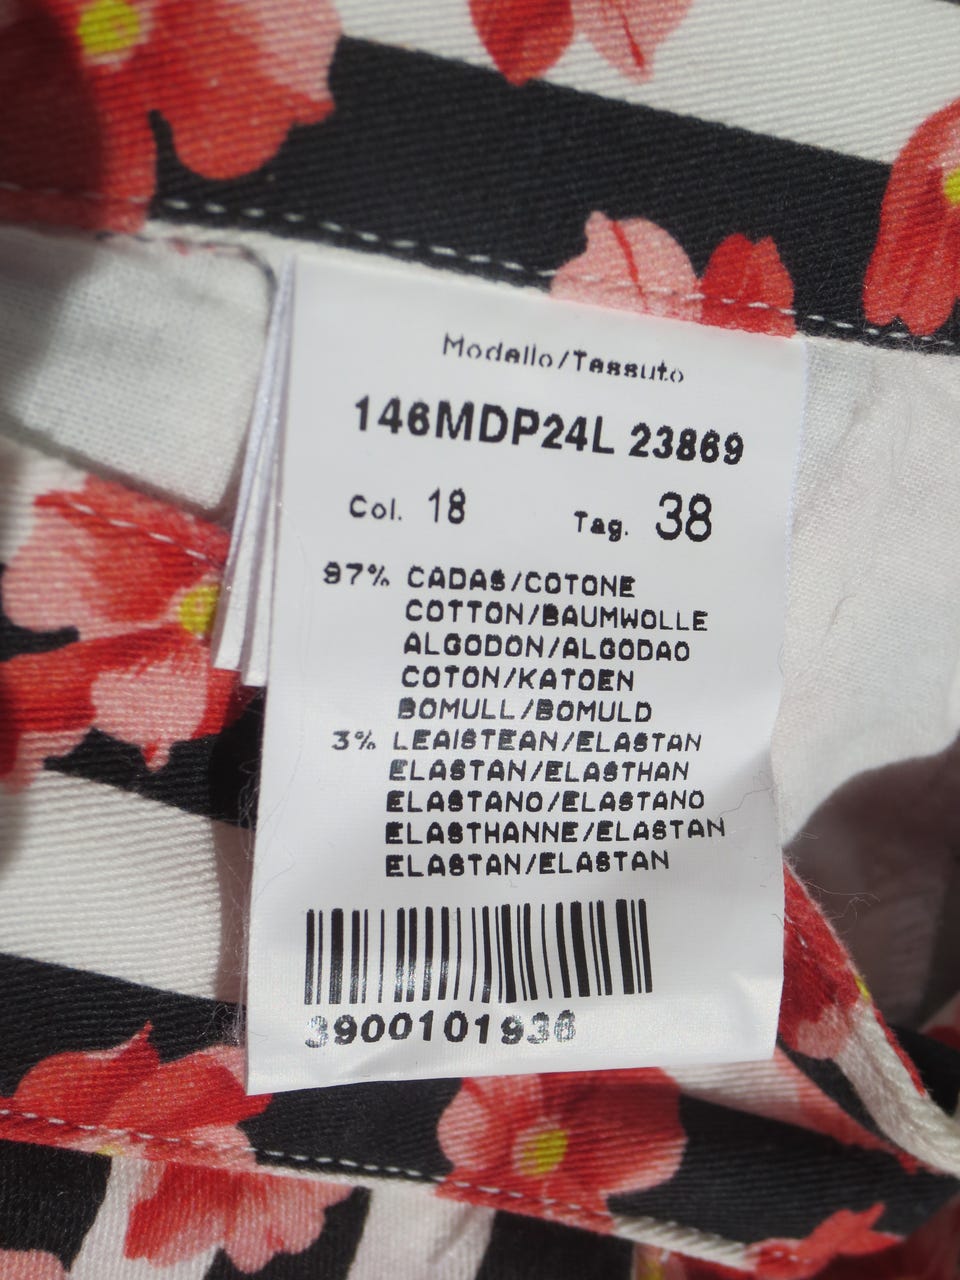 Modello/Tessuto
146MDP24L 23869
Col. 18 Tag. 38
97% CADAS/COTONE
COTTON/BAUMWOLLE
ALGODON/ALGODAO
COTON/KATOEN
BOMULL/BOMULD
3% LEAISTEAN/ELASTAN
ELASTAN/ELASTHAN
ELASTANO/ELASTANO
ELASTHANNE/ELASTAN
ELASTAN/ELASTAN
3900101936